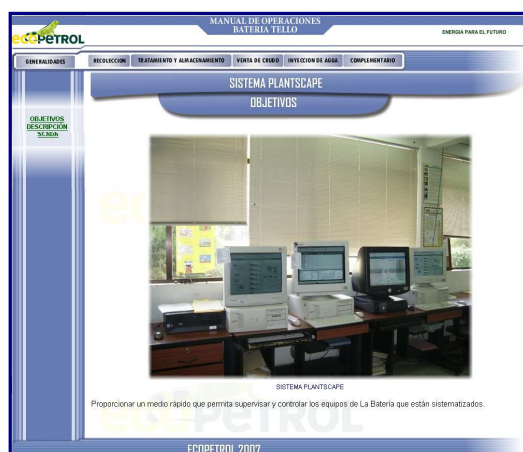 ecoPETROL
MANUAL DE OPERACIONES
BATERIA TELLO
ENERGIA PARA EL FUTURO
GENERALIDADES
RECOLECCION TRATAMIENTO Y ALMACENAMIENTO VENTA DE CRUDO INYECCION DE AGUA COMPLEMENTARIO
SISTEMA PLANTSCAPE
OBJETIVOS
OBJETIVOS
DESCRIPCIÓN
SCADA
SISTEMA PLANTSCAPE
Proporcionar un medio rápido que permita supervisar y controlar los equipos de La Batería que están sistematizados.
ecoPETROL
ECOPETROL 2007